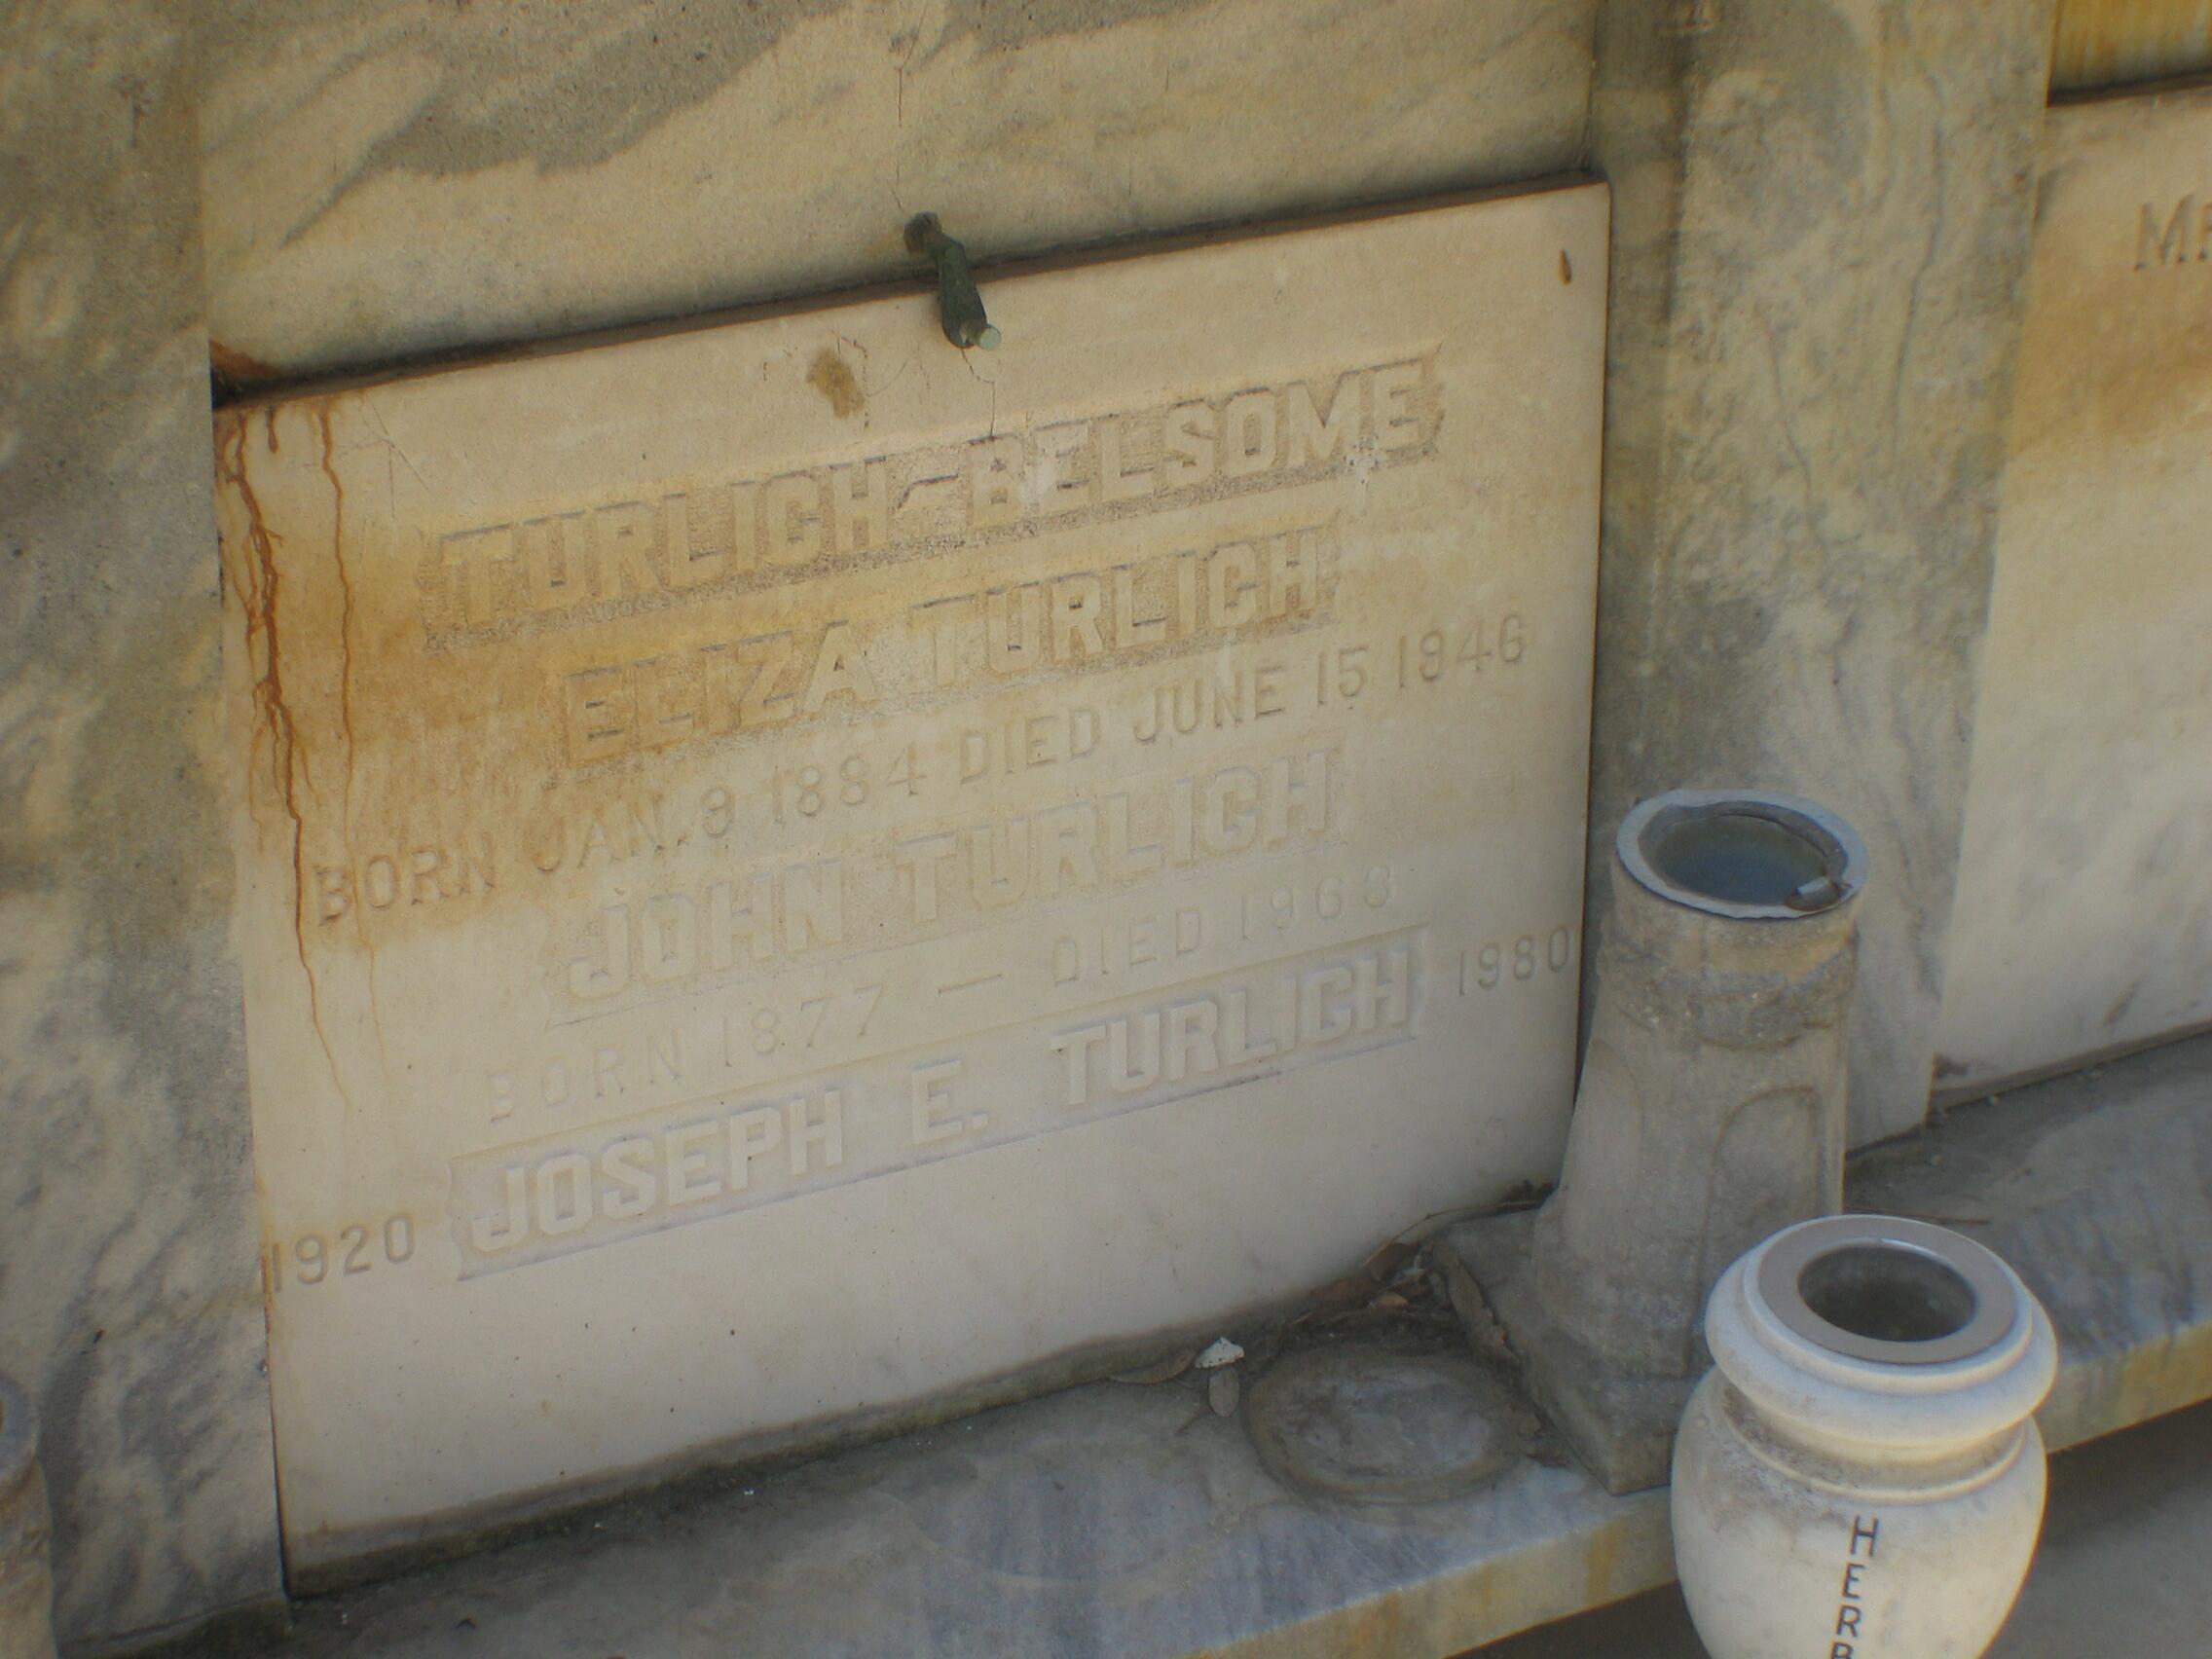 TURLICH-BELSOME
ELIZA TURLICH
BORN JAN. 8 1884 DIED JUNE 15 1946
JOHN TURLICH
BORN 1877 — DIED 1963
1920 JOSEPH E. TURLICH 1980